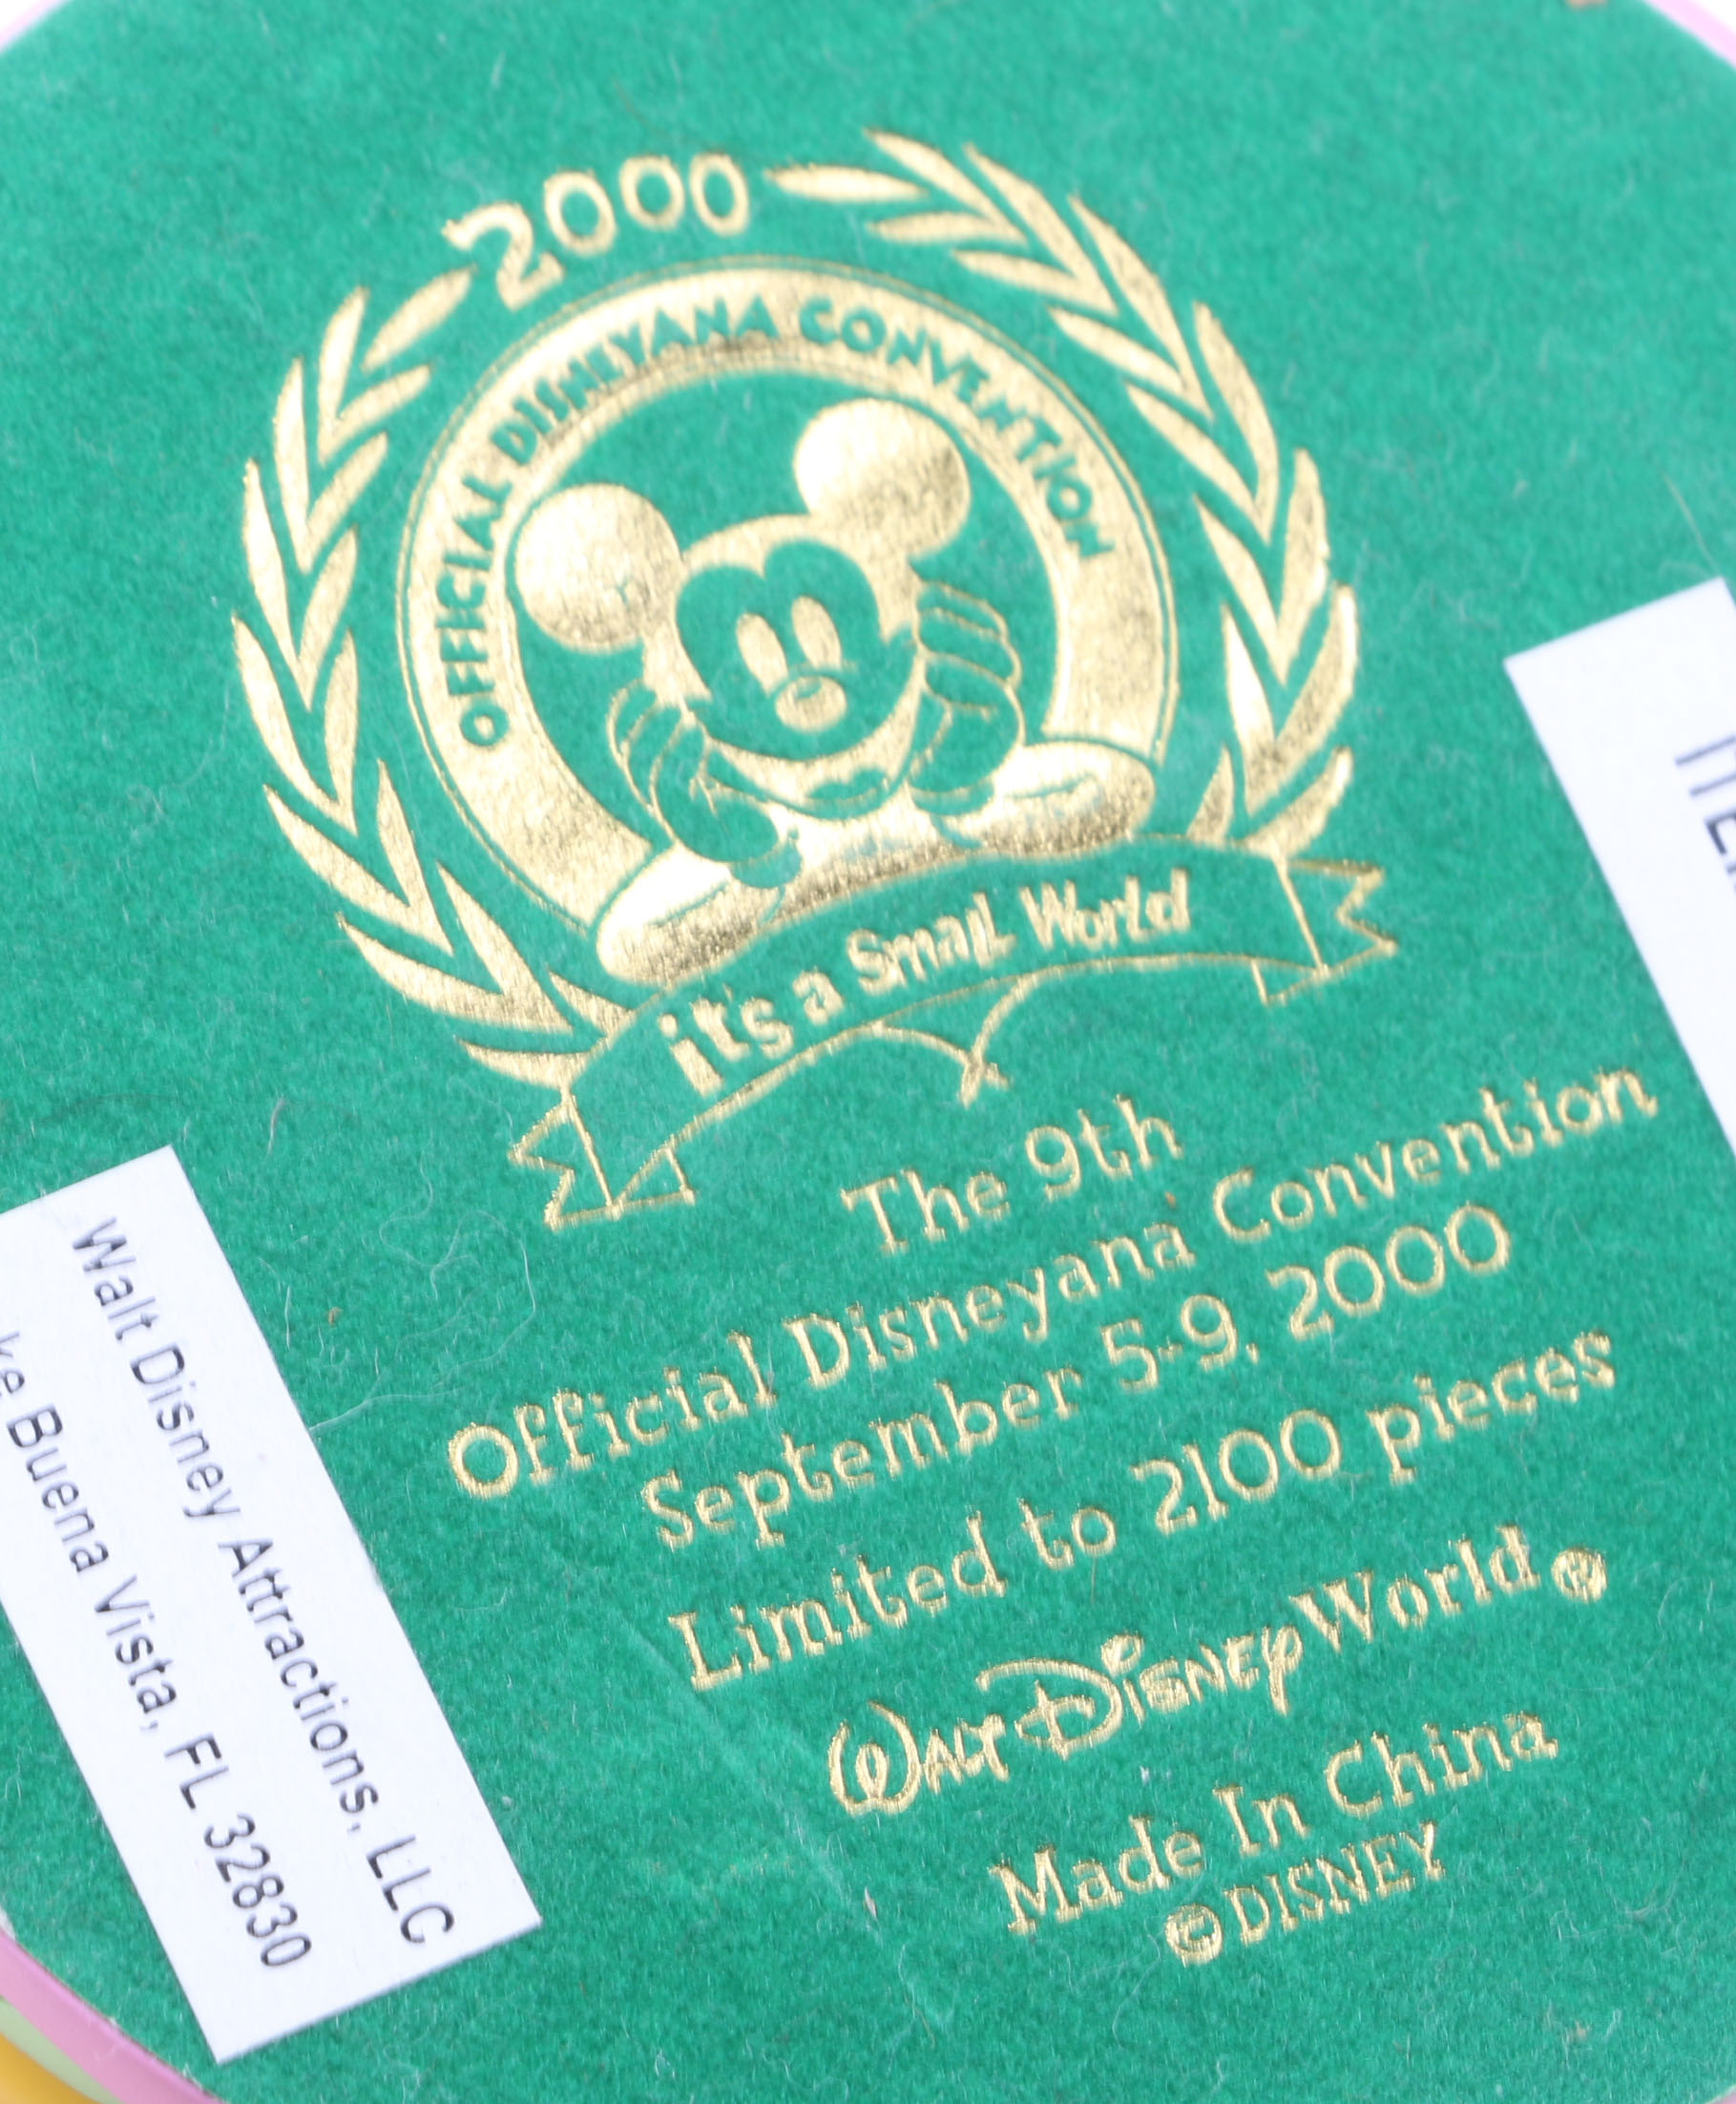 2000
OFFICIAL DISNEYANA CONVENTION
it's a Small World
The 9th
Official Disneyana Convention
September 5-9, 2000
Limited to 2100 pieces
WALT DISNEY World ®
Made In China
© DISNEY
Walt Disney Attractions, LLC
Buena Vista, FL 32830